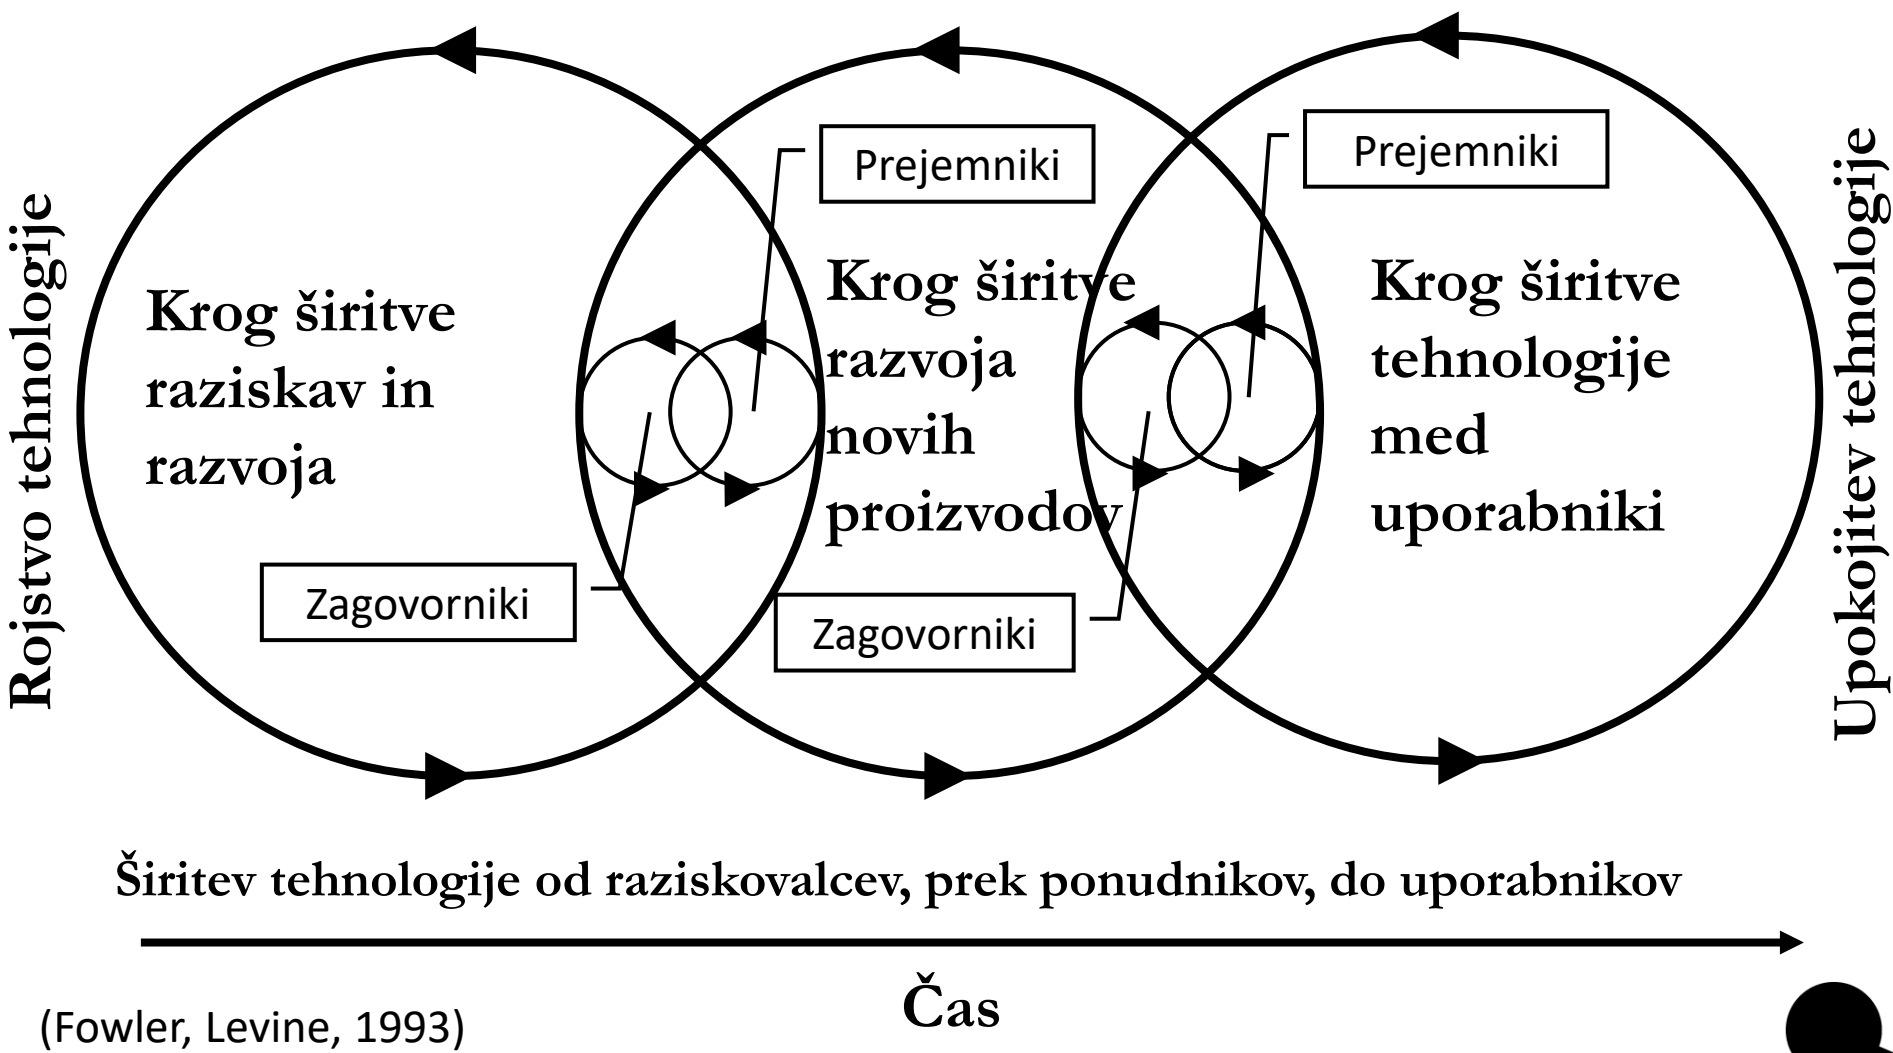 Rojstvo tehnologije
Krog širitve
raziskav in
razvoja
Zagovorniki
Prejemniki
Krog širitve
razvoja
novih
proizvodov
Zagovorniki
Prejemniki
Krog širitve
tehnologije
med
uporabniki
Upokojitev tehnologije
Širitev tehnologije od raziskovalcev, prek ponudnikov, do uporabnikov
Čas
(Fowler, Levine, 1993)